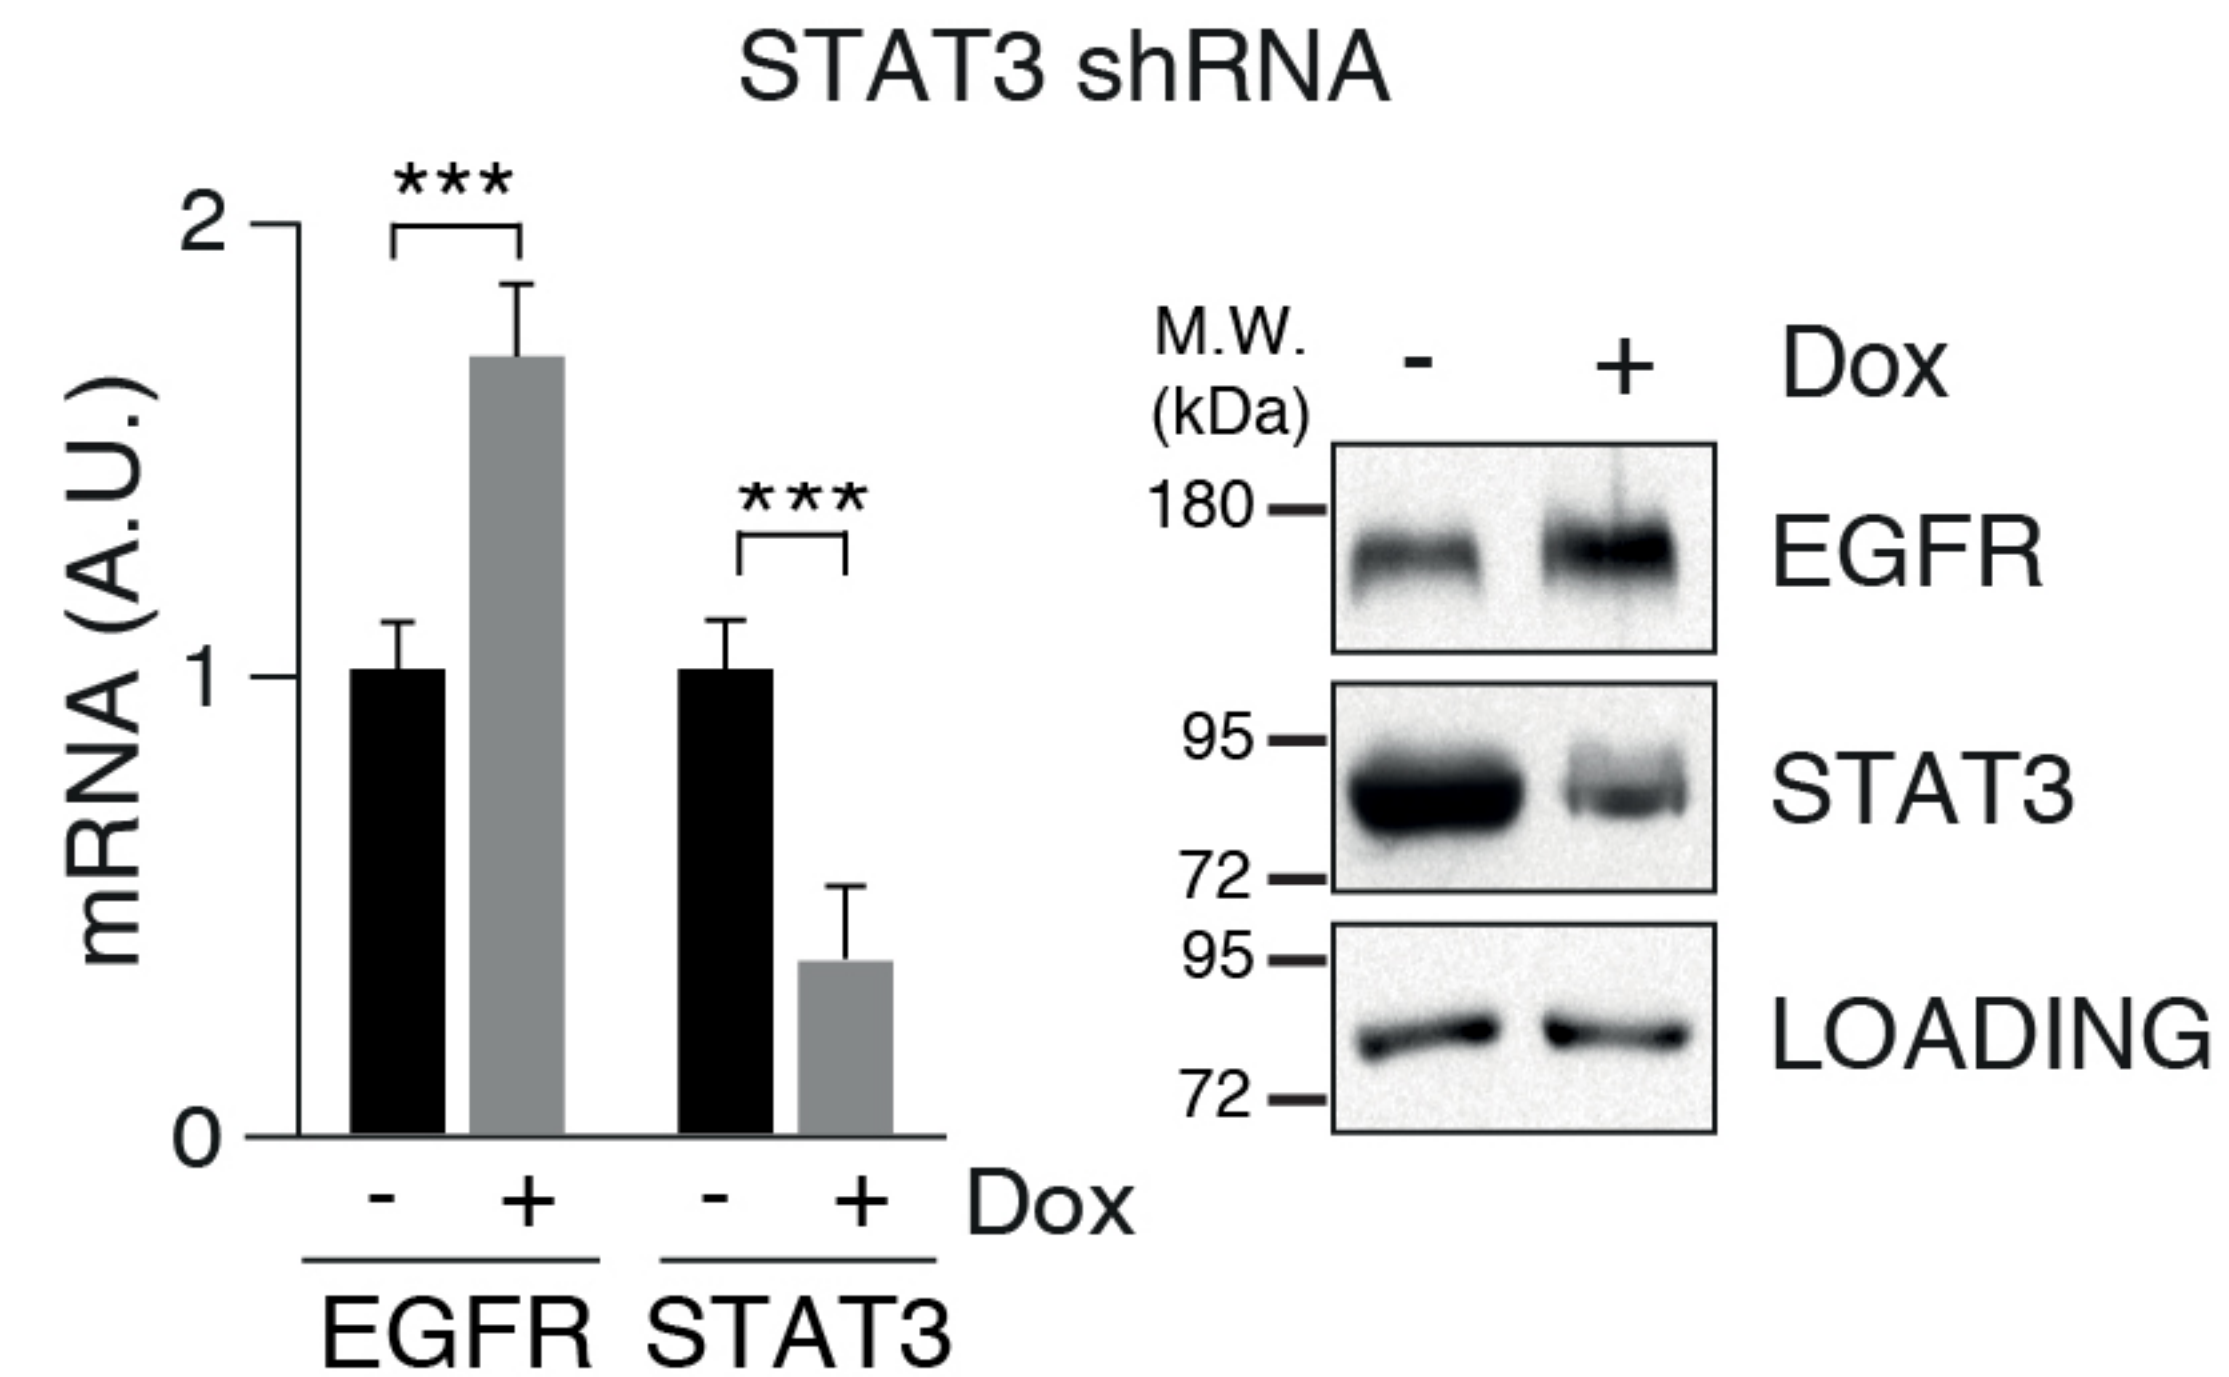 STAT3 shRNA
mRNA (A.U.)
2
1
0
***
***
- + - + Dox
EGFR STAT3
M.W.
(kDa)
- + Dox
180
EGFR
95
STAT3
72
95
LOADING
72